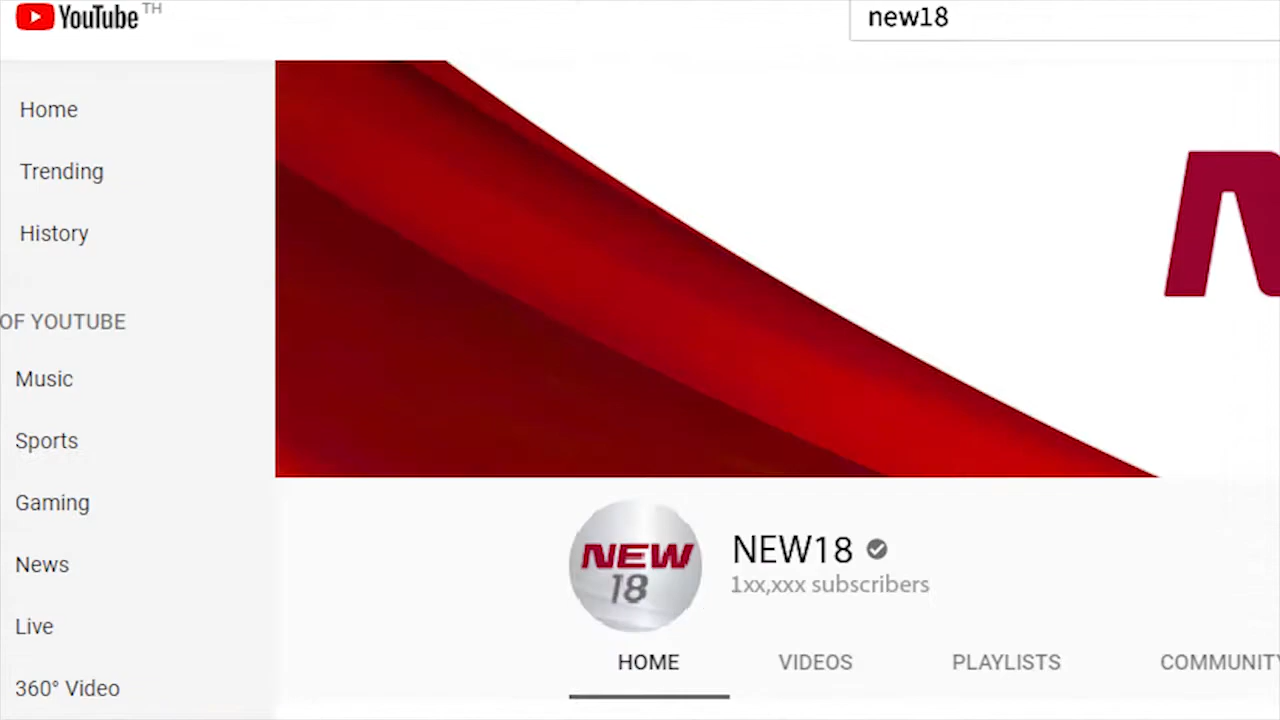 YouTube TH
new18
Home
Trending
History
OF YOUTUBE
Music
Sports
Gaming
News
Live
360° Video
N
NEW
18
NEW18
1xx,xxx subscribers
HOME
VIDEOS
PLAYLISTS
COMMUNITY